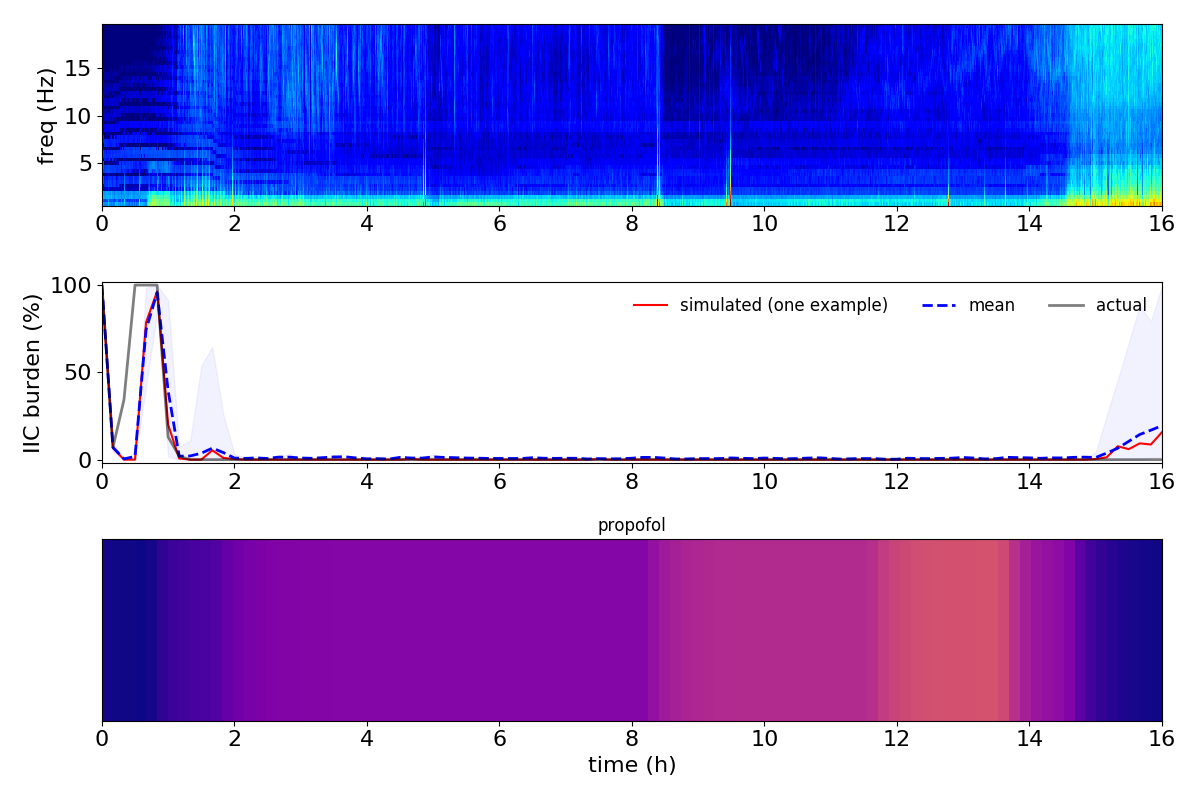 15
10
5
freq (Hz)
0 2 4 6 8 10 12 14 16
100
50
0
IIC burden (%)
simulated (one example) mean actual
0 2 4 6 8 10 12 14 16
propofol
0 2 4 6 8 10 12 14 16
time (h)